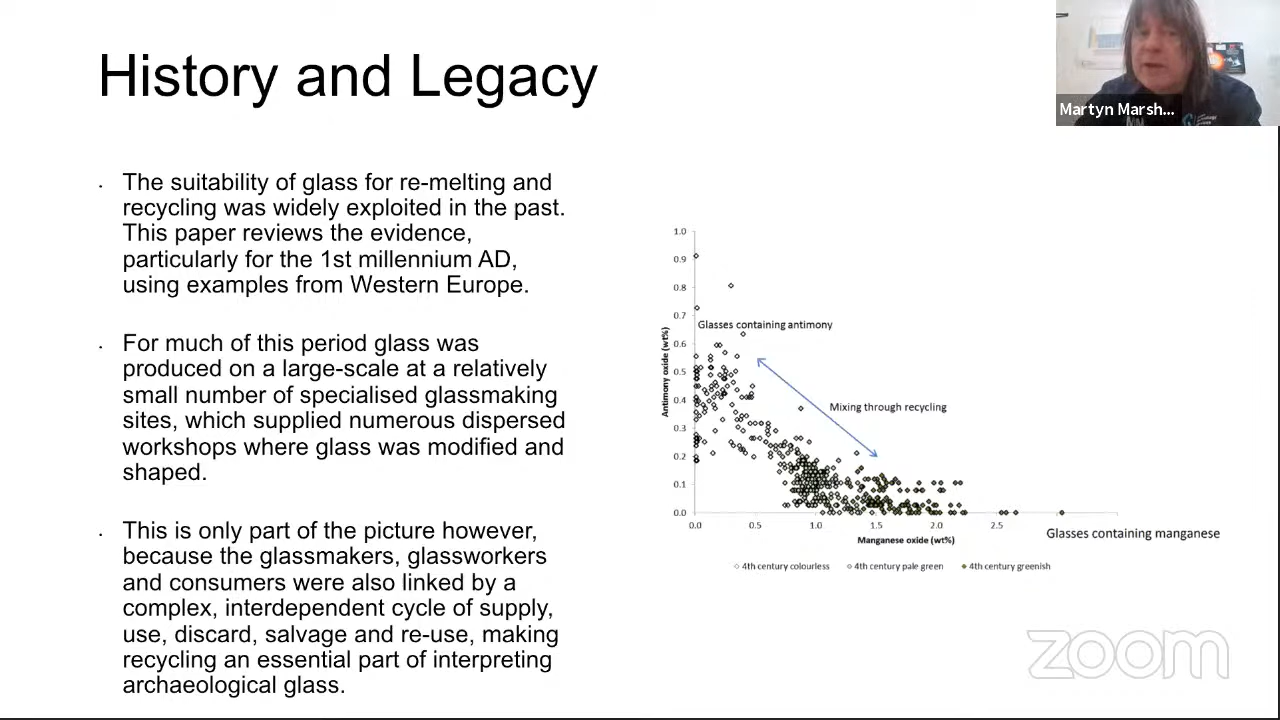 History and Legacy
Martyn Marsh...
The suitability of glass for re-melting and
recycling was widely exploited in the past.
This paper reviews the evidence,
particularly for the 1st millennium AD,
using examples from Western Europe.
For much of this period glass was
produced on a large-scale at a relatively
small number of specialised glassmaking
sites, which supplied numerous dispersed
workshops where glass was modified and
shaped.
This is only part of the picture however,
because the glassmakers, glassworkers
and consumers were also linked by a
complex, interdependent cycle of supply,
use, discard, salvage and re-use, making
recycling an essential part of interpreting
archaeological glass.
Antimony oxide (wt%)
1.0
0.9
0.8
0.7
0.6
0.5
0.4
0.3
0.2
0.1
0.0
Glasses containing antimony
Mixing through recycling
0.0 0.5 1.0 1.5 2.0 2.5
Manganese oxide (wt%)
Glasses containing manganese
4th century colourless 4th century pale green 4th century greenish
zoom